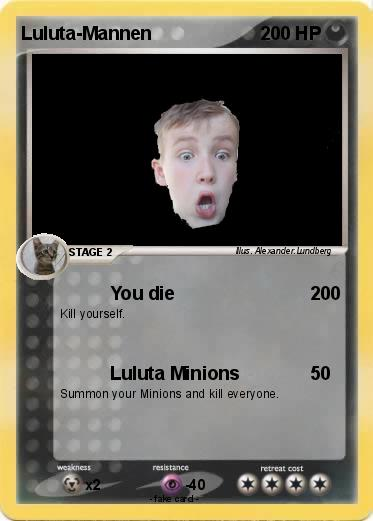 Luluta-Mannen 200 HP
STAGE 2 Illus. Alexander.Lundberg
You die 200
Kill yourself.
Luluta Minions 50
Summon your Minions and kill everyone.
weakness resistance retreat cost
x2 -40
- fake card -